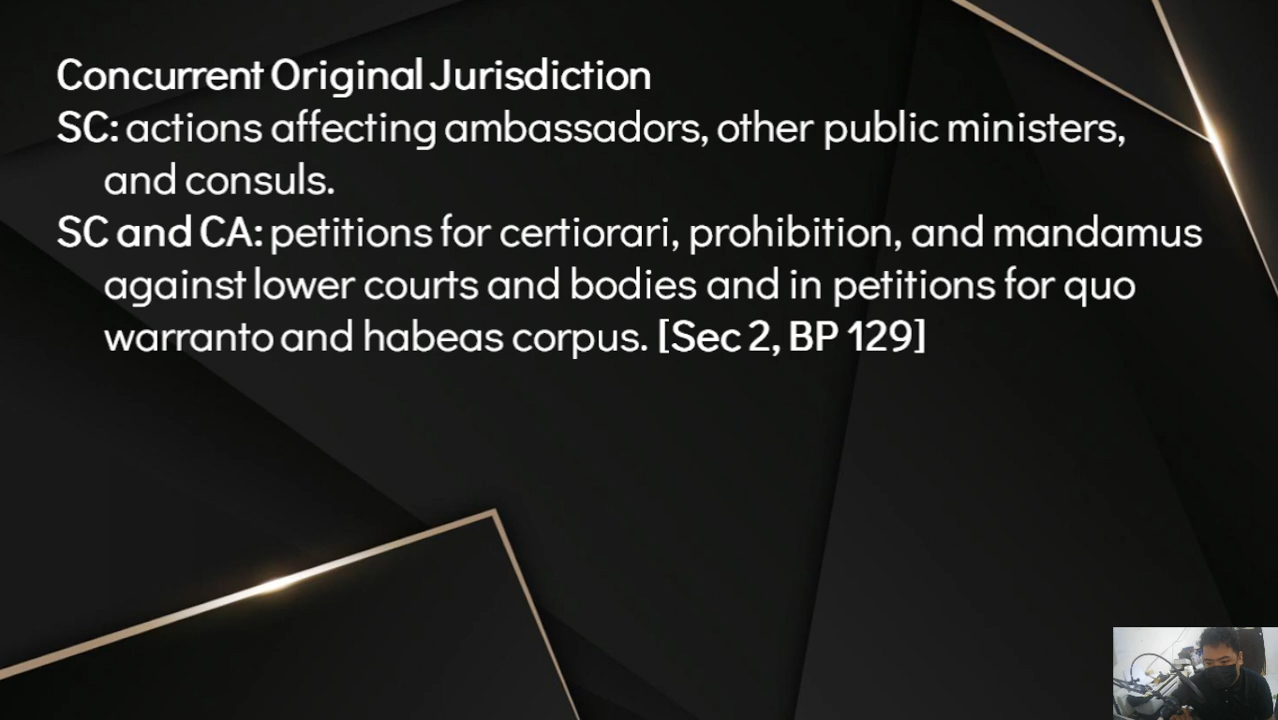 Concurrent Original Jurisdiction
SC: actions affecting ambassadors, other public ministers,
and consuls.
SC and CA: petitions for certiorari, prohibition, and mandamus
against lower courts and bodies and in petitions for quo
warranto and habeas corpus. [Sec 2, BP 129]